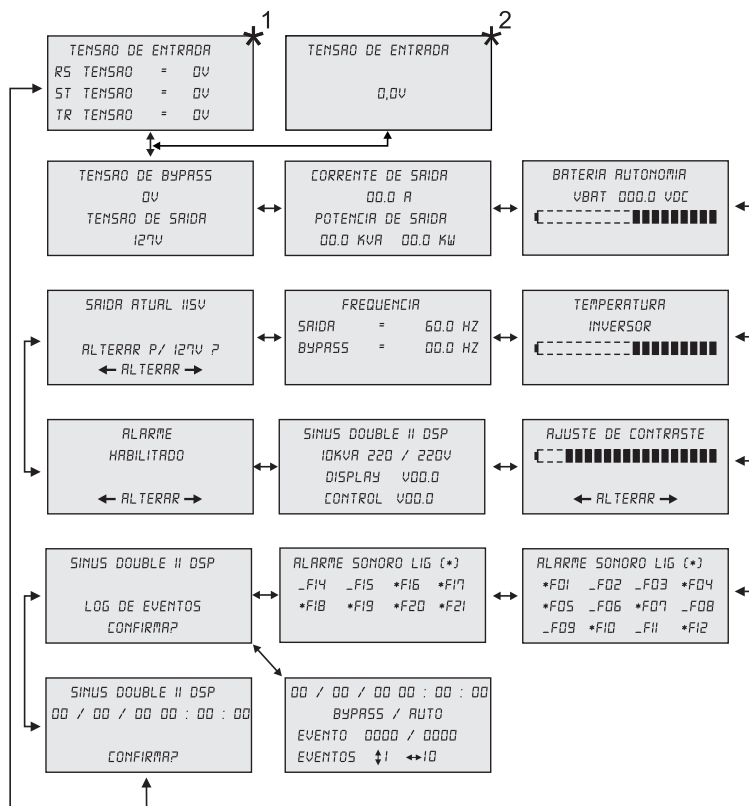 *1
TENSAO DE ENTRADA
RS TENSAO = 0V
ST TENSAO = 0V
TR TENSAO = 0V
*2
TENSAO DE ENTRADA
0,0V
TENSAO DE BYPASS
0V
TENSAO DE SAIDA
127V
CORRENTE DE SAIDA
00.0 A
POTENCIA DE SAIDA
00.0 KVA 00.0 KW
BATERIA AUTONOMIA
VBAT 000.0 VDC
SAIDA ATUAL 115V
ALTERAR P/ 127V ?
← ALTERAR →
FREQUENCIA
SAIDA = 60.0 HZ
BYPASS = 00.0 HZ
TEMPERATURA
INVERSOR
ALARME
HABILITADO
← ALTERAR →
SINUS DOUBLE II DSP
10KVA 220 / 220V
DISPLAY V00.0
CONTROL V00.0
AJUSTE DE CONTRASTE
← ALTERAR →
SINUS DOUBLE II DSP
LOG DE EVENTOS
CONFIRMA?
ALARME SONORO LIG (*)
_F14 _F15 *F16 *F17
*F18 *F19 *F20 *F21
ALARME SONORO LIG (*)
*F01 _F02 _F03 *F04
*F05 _F06 *F07 _F08
_F09 *F10 _F11 *F12
SINUS DOUBLE II DSP
00 / 00 / 00 00 : 00 : 00
CONFIRMA?
00 / 00 / 00 00 : 00 : 00
BYPASS / AUTO
EVENTO 0000 / 0000
EVENTOS ↕1 ↔10